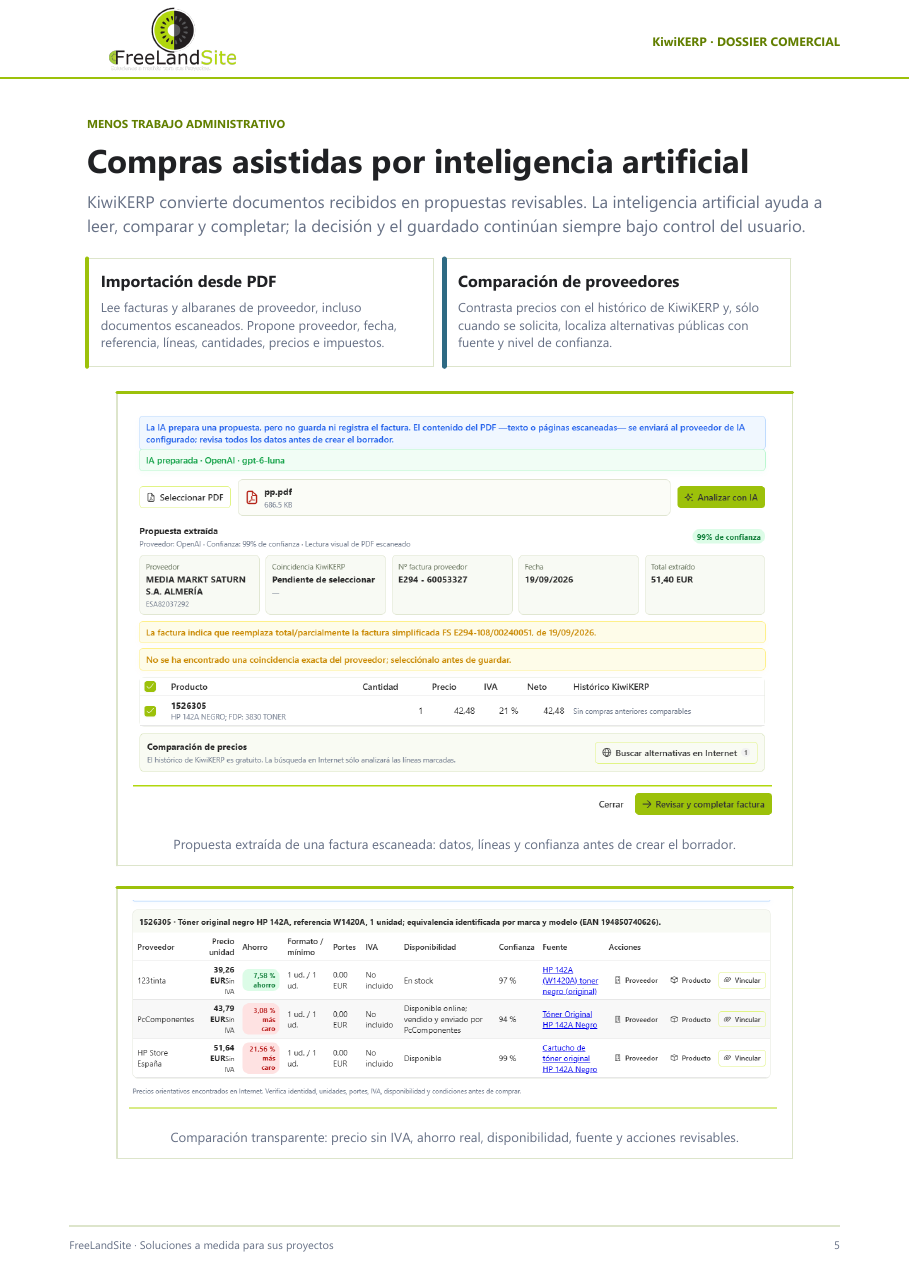 FreeLandSite
KiwiKERP · DOSSIER COMERCIAL
MENOS TRABAJO ADMINISTRATIVO
Compras asistidas por inteligencia artificial
KiwiKERP convierte documentos recibidos en propuestas revisables. La inteligencia artificial ayuda a
leer, comparar y completar; la decisión y el guardado continúan siempre bajo control del usuario.
Importación desde PDF
Lee facturas y albaranes de proveedor, incluso
documentos escaneados. Propone proveedor, fecha,
referencia, líneas, cantidades, precios e impuestos.
Comparación de proveedores
Contrasta precios con el histórico de KiwiKERP y, sólo
cuando se solicita, localiza alternativas públicas con
fuente y nivel de confianza.
La IA prepara una propuesta, pero no guarda ni registra el factura. El contenido del PDF —texto o páginas escaneadas— se enviará al proveedor de IA
configurado; revisa todos los datos antes de crear el borrador.
IA preparada · OpenAI · gpt-6-luna
Seleccionar PDF
pp.pdf
686.5 KB
Analizar con IA
Propuesta extraída
Proveedor: OpenAI · Confianza: 99% de confianza · Lectura visual de PDF escaneado
99% de confianza
Proveedor
MEDIA MARKT SATURN
S.A. ALMERÍA
ESA82037292
Coincidencia KiwiKERP
Pendiente de seleccionar
—
Nº factura proveedor
E294 - 60053327
Fecha
19/09/2026
Total extraído
51,40 EUR
La factura indica que reemplaza total/parcialmente la factura simplificada FS E294-108/00240051, de 19/09/2026.
No se ha encontrado una coincidencia exacta del proveedor; selecciónalo antes de guardar.
Producto Cantidad Precio IVA Neto Histórico KiwiKERP
1526305
HP 142A NEGRO; FDP: 3830 TONER
1 42,48 21 % 42,48 Sin compras anteriores comparables
Comparación de precios
El histórico de KiwiKERP es gratuito. La búsqueda en Internet sólo analizará las líneas marcadas.
Buscar alternativas en Internet 1
Cerrar
Revisar y completar factura
Propuesta extraída de una factura escaneada: datos, líneas y confianza antes de crear el borrador.
1526305 · Tóner original negro HP 142A, referencia W1420A, 1 unidad; equivalencia identificada por marca y modelo (EAN 194850740626).
Proveedor Precio unidad Ahorro Formato / mínimo Portes IVA Disponibilidad Confianza Fuente Acciones
123tinta 39,26 EUR Sin IVA 7,58 % ahorro 1 ud. / 1 ud. 0.00 EUR No incluido En stock 97 % HP 142A (W1420A) toner negro (original) Proveedor Producto Vincular
PcComponentes 43,79 EUR Sin IVA 3,08 % más caro 1 ud. / 1 ud. 0.00 EUR No incluido Disponible online; vendido y enviado por PcComponentes 94 % Tóner Original HP 142A Negro Proveedor Producto Vincular
HP Store España 51,64 EUR Sin IVA 21,56 % más caro 1 ud. / 1 ud. 0.00 EUR No incluido Disponible 99 % Cartucho de tóner original HP 142A Negro Proveedor Producto Vincular
Precios orientativos encontrados en Internet. Verifica identidad, unidades, portes, IVA, disponibilidad y condiciones antes de comprar.
Comparación transparente: precio sin IVA, ahorro real, disponibilidad, fuente y acciones revisables.
FreeLandSite · Soluciones a medida para sus proyectos
5